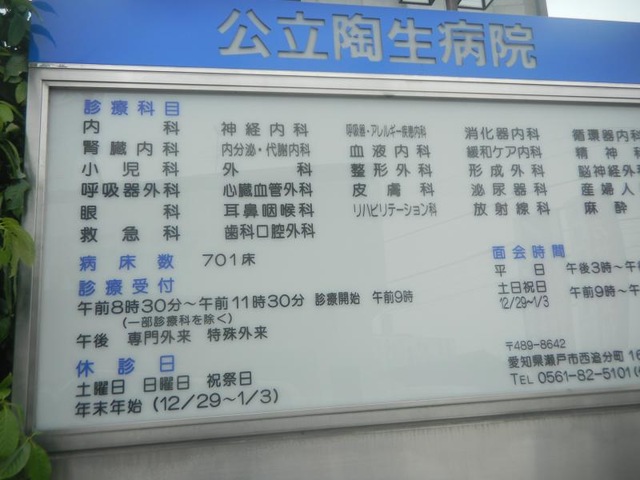 公立陶生病院
診療科目
内科 神経内科 呼吸器・アレルギー疾患内科 消化器内科 循環器内
腎臓内科 内分泌・代謝内科 血液内科 緩和ケア内科 精神科
小児科 外科 整形外科 形成外科 脳神経外
呼吸器外科 心臓血管外科 皮膚科 泌尿器科 産婦人
眼科 耳鼻咽喉科 リハビリテーション科 放射線科 麻酔
救急科 歯科口腔外科
病床数 701床
診療受付
午前8時30分～午前11時30分 診療開始 午前9時
(一部診療科を除く)
午後 専門外来 特殊外来
休診日
土曜日 日曜日 祝祭日
年末年始(12/29～1/3)
面会時間
平日 午後3時～午
土日祝日 午前9時～午
12/29～1/3
〒489-8642
愛知県瀬戸市西追分町16
TEL 0561-82-5101